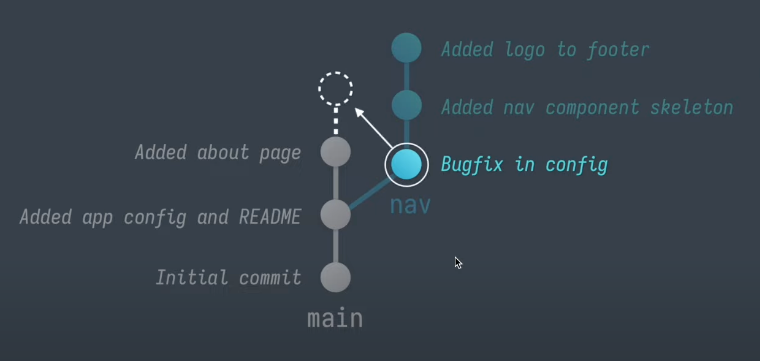 Added logo to footer
Added nav component skeleton
Added about page
Bugfix in config
nav
Added app config and README
Initial commit
main